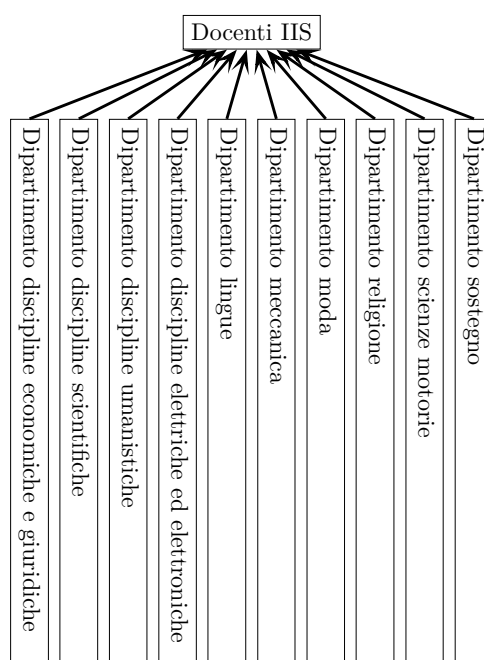 Docenti IIS
Dipartimento discipline economiche e giuridiche
Dipartimento discipline scientifiche
Dipartimento discipline umanistiche
Dipartimento discipline elettriche ed elettroniche
Dipartimento lingue
Dipartimento meccanica
Dipartimento moda
Dipartimento religione
Dipartimento scienze motorie
Dipartimento sostegno